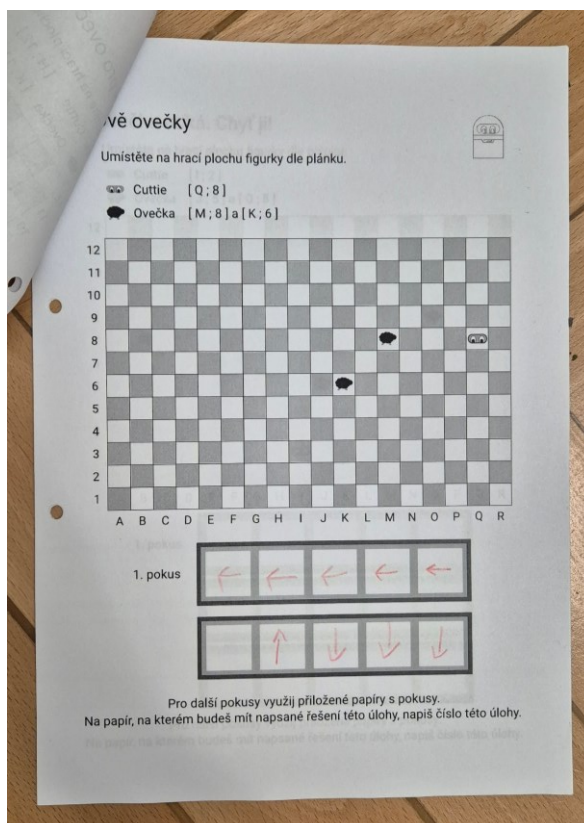 vě ovečky
Umístěte na hrací plochu figurky dle plánku.
Cuttie [ Q ; 8 ]
Ovečka [ M ; 8 ] a [ K ; 6 ]
12
11
10
9
8
7
6
5
4
3
2
1
A B C D E F G H I J K L M N O P Q R
1. pokus
Pro další pokusy využij přiložené papíry s pokusy.
Na papír, na kterém budeš mít napsané řešení této úlohy, napiš číslo této úlohy.